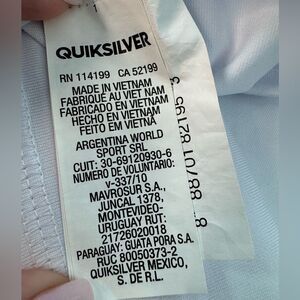 QUIKSILVER
RN 114199 CA 52199
MADE IN VIETNAM
FABRIQUÉ AU VIET NAM
FABRICADO EN VIETNAM
HECHO EN VIETNAM
FEITO EM VIETNA
ARGENTINA WORLD
SPORT SRL
CUIT: 30-69120930-6
NUMERO DE VOLUNTARIO:
v-337/10
MAVROSUR S.A.,
JUNCAL 1378,
MONTEVIDEO-
URUGUAY RUT:
21726020018
PARAGUAY: GUATA PORA S.A.
RUC 80050373-2
QUIKSILVER MEXICO,
S. DE R.L.